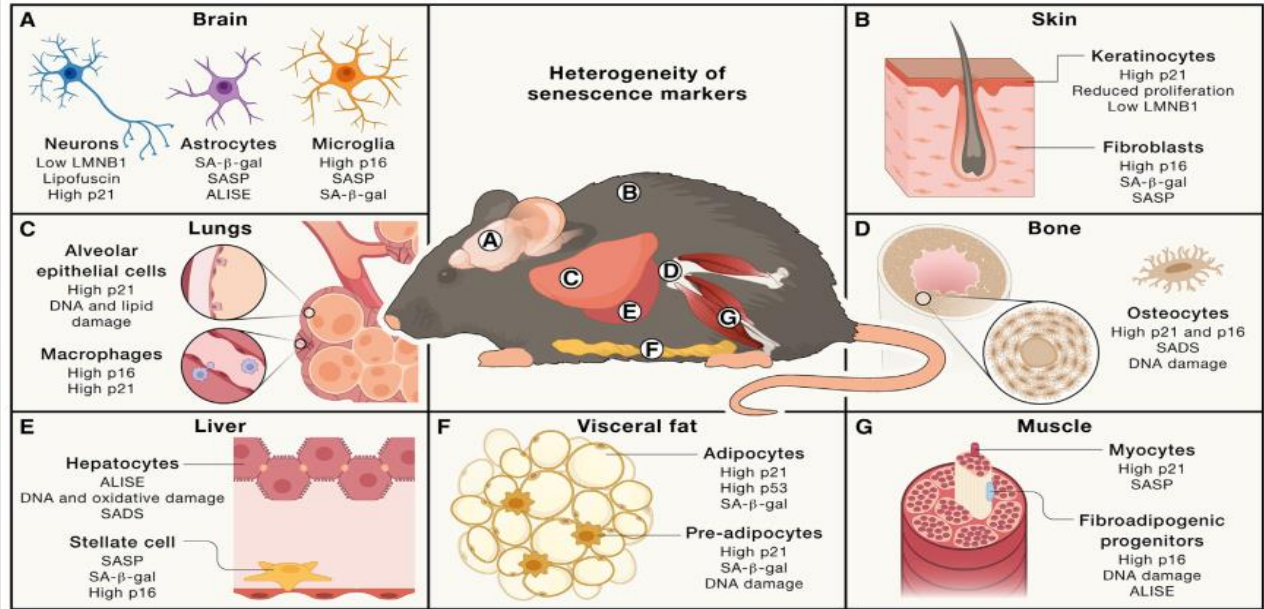 A Brain
Neurons
Low LMNB1
Lipofuscin
High p21
Astrocytes
SA-β-gal
SASP
ALISE
Microglia
High p16
SASP
SA-β-gal
Heterogeneity of
senescence markers
B Skin
Keratinocytes
High p21
Reduced proliferation
Low LMNB1
Fibroblasts
High p16
SA-β-gal
SASP
C Lungs
Alveolar
epithelial cells
High p21
DNA and lipid
damage
Macrophages
High p16
High p21
A
B
C
D
E
F
G
D Bone
Osteocytes
High p21 and p16
SADS
DNA damage
E Liver
Hepatocytes
ALISE
DNA and oxidative damage
SADS
Stellate cell
SASP
SA-β-gal
High p16
F Visceral fat
Adipocytes
High p21
High p53
SA-β-gal
Pre-adipocytes
High p21
SA-β-gal
DNA damage
G Muscle
Myocytes
High p21
SASP
Fibroadipogenic
progenitors
High p16
DNA damage
ALISE